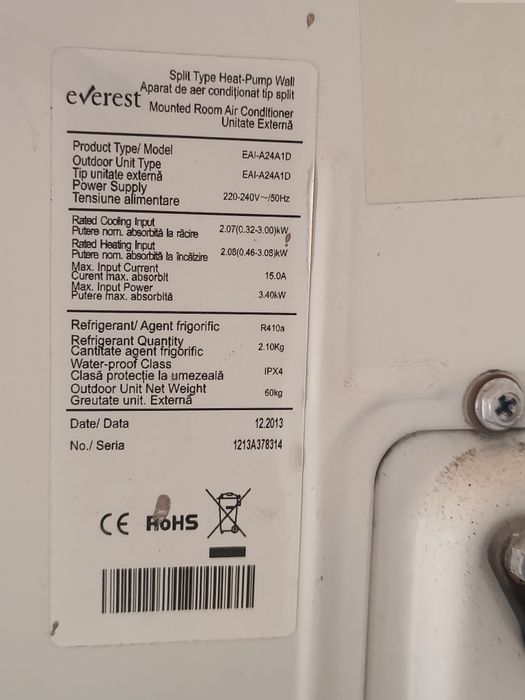 everest
Split Type Heat-Pump Wall
Aparat de aer condiționat tip split
Mounted Room Air Conditioner
Unitate Externă
Product Type/ Model EAI-A24A1D
Outdoor Unit Type
Tip unitate externă EAI-A24A1D
Power Supply
Tensiune alimentare 220-240V~/50Hz
Rated Cooling Input
Putere nom. absorbită la răcire 2.07(0.32-3.00)kW
Rated Heating Input
Putere nom. absorbită la încălzire 2.08(0.46-3.08)kW
Max. Input Current
Curent max. absorbit 15.0A
Max. Input Power
Putere max. absorbită 3.40kW
Refrigerant/ Agent frigorific R410a
Refrigerant Quantity
Cantitate agent frigorific 2.10Kg
Water-proof Class
Clasă protecție la umezeală IPX4
Outdoor Unit Net Weight
Greutate unit. Externă 60kg
Date/ Data 12.2013
No./ Seria 1213A378314
CE RoHS